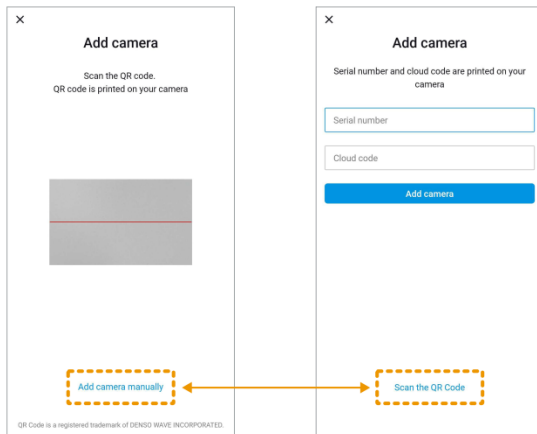 ×
Add camera
Scan the QR code.
QR code is printed on your camera
Add camera manually
QR Code is a registered trademark of DENSO WAVE INCORPORATED.
×
Add camera
Serial number and cloud code are printed on your
camera
Serial number
Cloud code
Add camera
Scan the QR Code